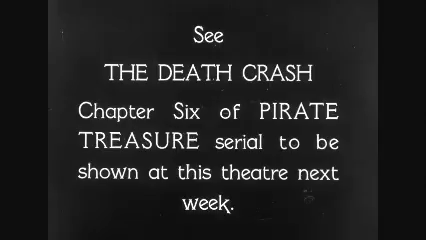 See
THE DEATH CRASH
Chapter Six of PIRATE
TREASURE serial to be
shown at this theatre next
week.